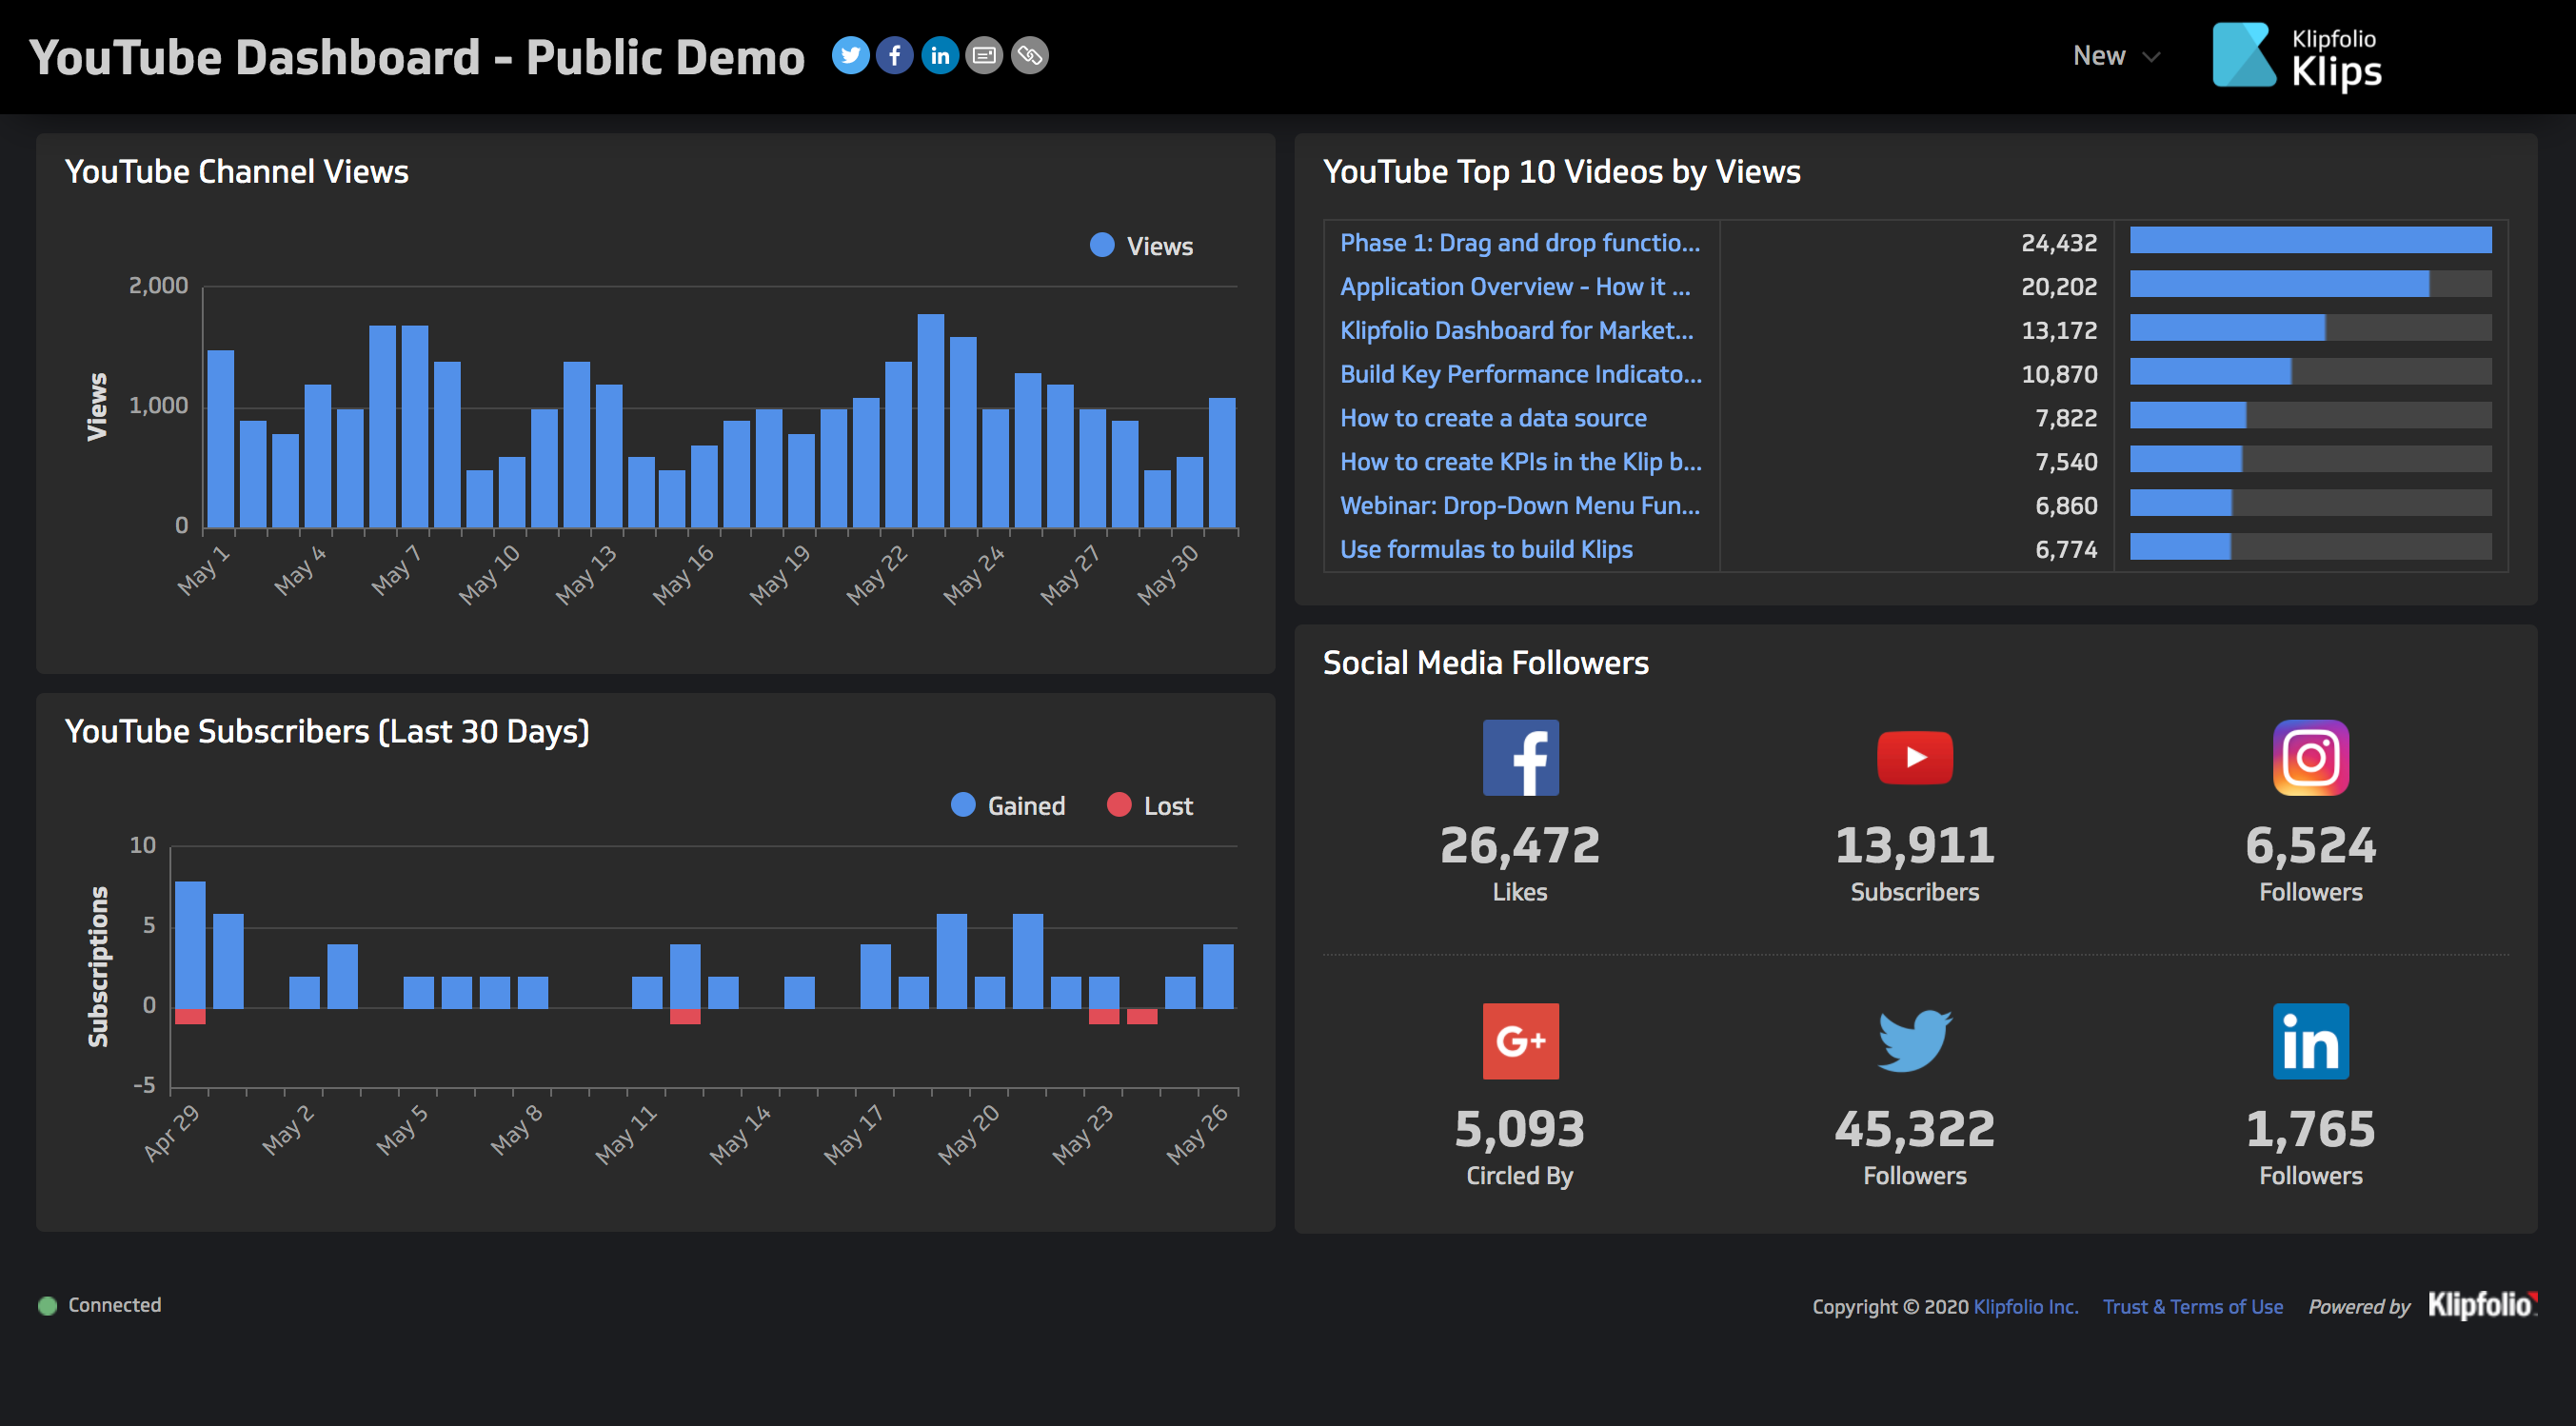 YouTube Dashboard - Public Demo
New
Klipfolio
Klips
YouTube Channel Views
Views
2,000
1,000
0
Views
May 1
May 4
May 7
May 10
May 13
May 16
May 19
May 22
May 24
May 27
May 30
YouTube Top 10 Videos by Views
Phase 1: Drag and drop functio... 24,432
Application Overview - How it ... 20,202
Klipfolio Dashboard for Market... 13,172
Build Key Performance Indicato... 10,870
How to create a data source 7,822
How to create KPIs in the Klip b... 7,540
Webinar: Drop-Down Menu Fun... 6,860
Use formulas to build Klips 6,774
YouTube Subscribers (Last 30 Days)
Gained Lost
10
5
0
-5
Subscriptions
Apr 29
May 2
May 5
May 8
May 11
May 14
May 17
May 20
May 23
May 26
Social Media Followers
26,472 13,911 6,524
Likes Subscribers Followers
G+
in
5,093 45,322 1,765
Circled By Followers Followers
Connected
Copyright © 2020 Klipfolio Inc. Trust & Terms of Use Powered by Klipfolio